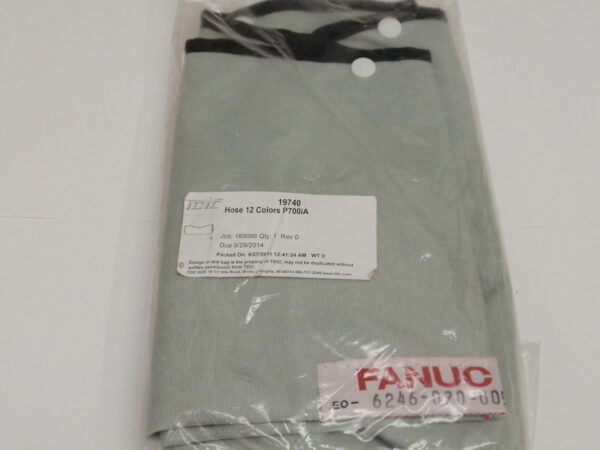 TDIC
19740
Hose 12 Colors P700iA
Job: 189096 Qty: 1 Rev 0
Due 9/29/2014
Packed On: 9/27/2014 12:41:24 AM WT:0
Design in this bag is the property of TDIC, may not be duplicated without
written permission from TDIC.
FANUC
EO- 6246-020-00